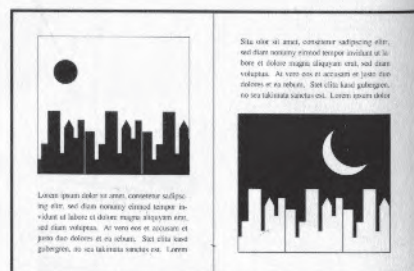 Lorem ipsum dolor sit amet, consetetur sadipsc-
ing elitr, sed diam nonumy eirmod tempor in-
vidunt ut labore et dolore magna aliquyam erat,
sed diam voluptua. At vero eos et accusam et
justo duo dolores et ea rebum. Stet clita kasd
gubergren, no sea takimata sanctus est. Lorem
Sita olor sit amet, consetetur sadipscing elitr,
sed diam nonumy eirmod tempor invidunt ut la-
bore et dolore magna aliquyam erat, sed diam
voluptua. At vero eos et accusam et justo duo
dolores et ea rebum. Stet clita kasd gubergren,
no sea takimata sanctus est. Lorem ipsum dolor